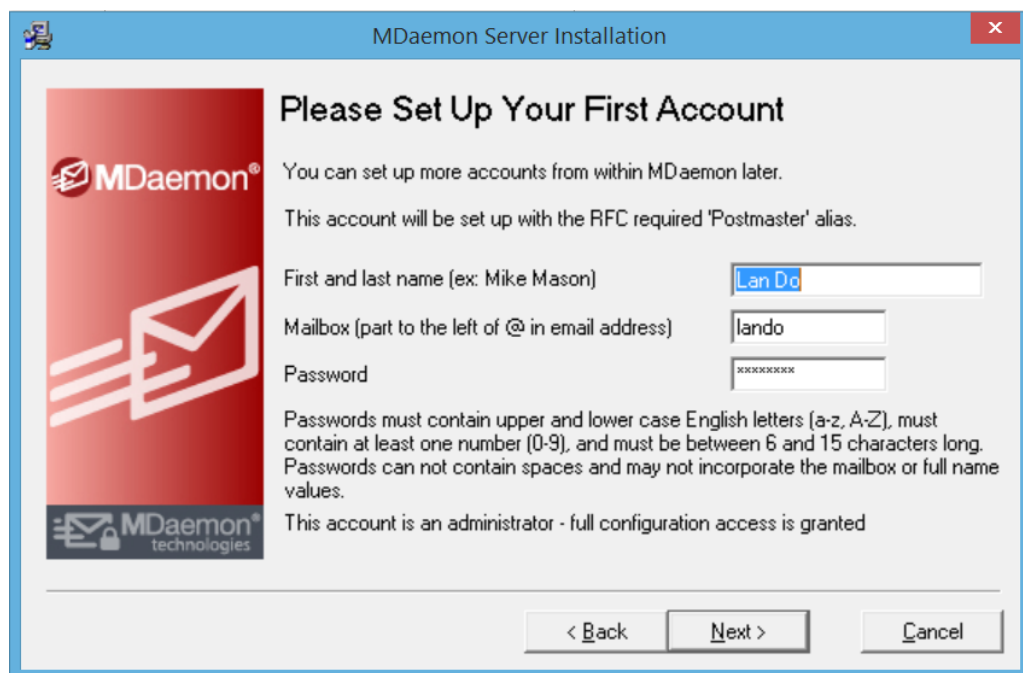 MDaemon Server Installation
Please Set Up Your First Account
MDaemon®
You can set up more accounts from within MDaemon later.
This account will be set up with the RFC required 'Postmaster' alias.
First and last name (ex: Mike Mason)
Lan Do
Mailbox (part to the left of @ in email address)
lando
Password
xxxxxxxx
Passwords must contain upper and lower case English letters (a-z, A-Z), must
contain at least one number (0-9), and must be between 6 and 15 characters long.
Passwords can not contain spaces and may not incorporate the mailbox or full name
values.
This account is an administrator - full configuration access is granted
MDaemon®
technologies
< Back
Next >
Cancel